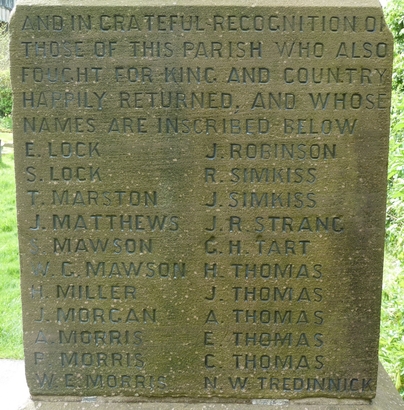 AND IN GRATEFUL RECOGNITION OF
THOSE OF THIS PARISH WHO ALSO
FOUGHT FOR KING AND COUNTRY
HAPPILY RETURNED, AND WHOSE
NAMES ARE INSCRIBED BELOW
E. LOCK
S. LOCK
T. MARSTON
J. MATTHEWS
MAWSON
W. G. MAWSON
H. MILLER
J. MORGAN
A. MORRIS
P. MORRIS
W. E. MORRIS
J. ROBINSON
R. SIMKISS
J. SIMKISS
J. R. STRANG
G. H. TART
H. THOMAS
J. THOMAS
A. THOMAS
E. THOMAS
C. THOMAS
N. W. TREDINNICK